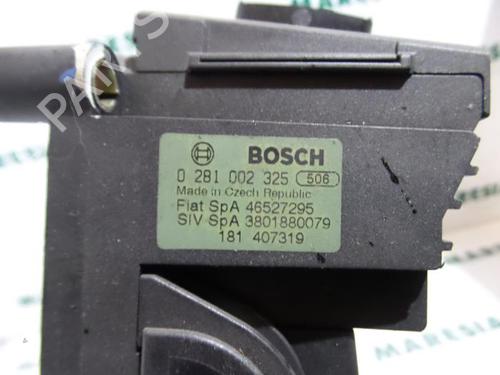 BOSCH
0 281 002 325 506
Made in Czech Republic
Fiat SpA 46527295
SIV SpA 3801880079
181 407319